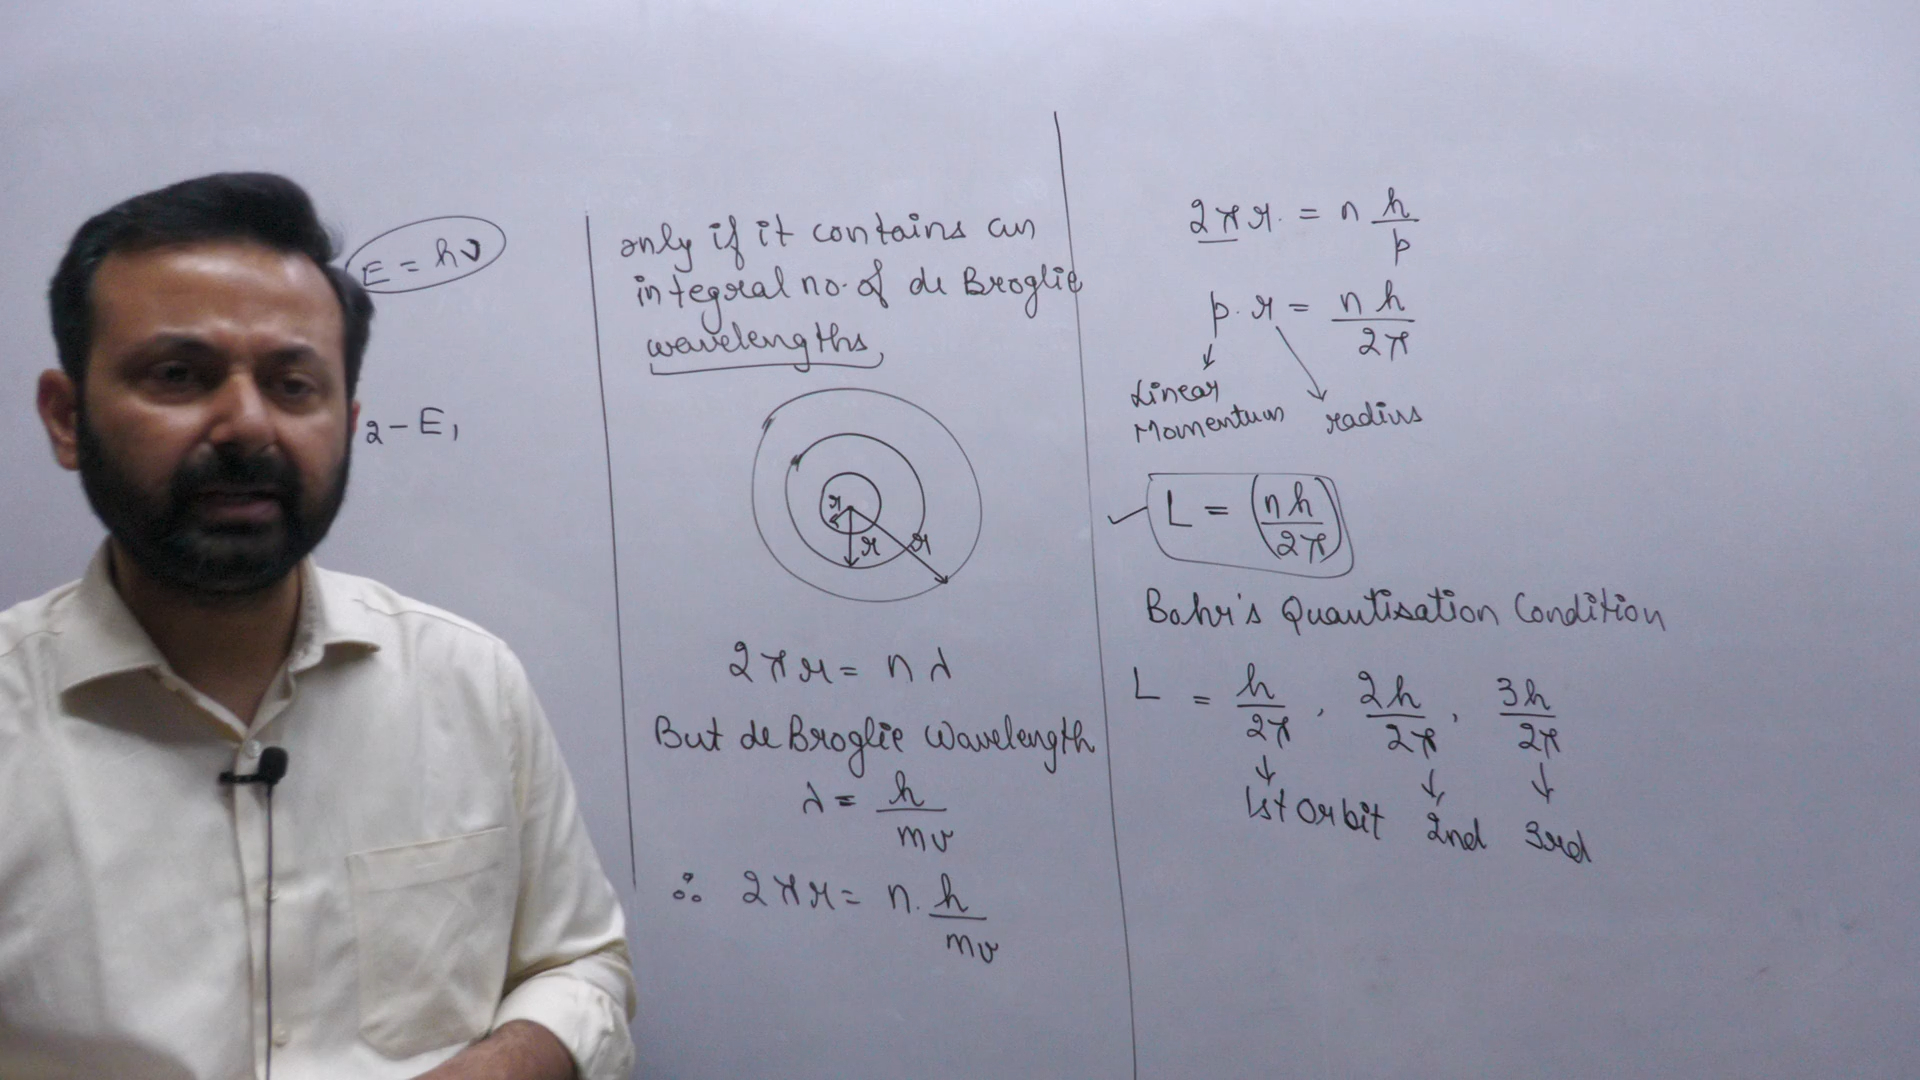 E = hν
2 - E₁
only if it contains an
integral no. of de Broglie
wavelengths,
r
r
r
2πr = nλ
But de Broglie Wavelength
λ = h/mv
∴ 2πr = n. h/mv
2πr. = n h/p
p. r = nh/2π
Linear
Momentum
radius
L = (nh/2π)
Bohr's Quantisation Condition
L = h/2π , 2h/2π , 3h/2π
1st Orbit 2nd 3rd